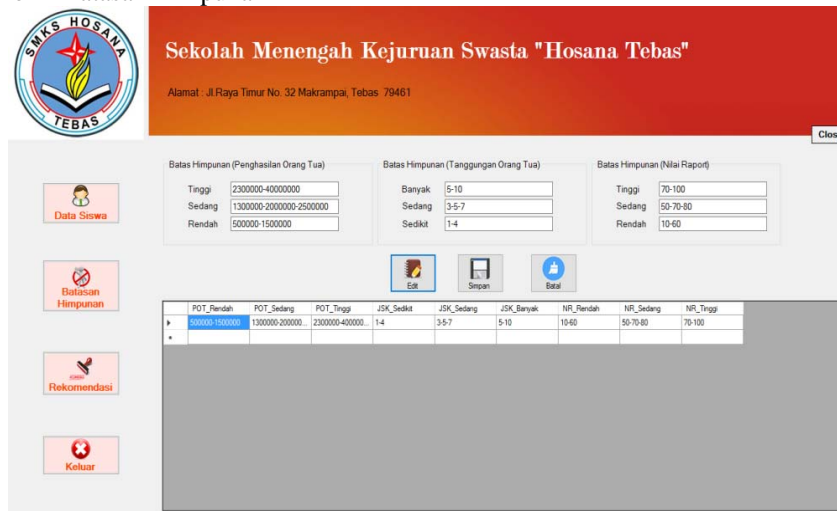 SMKS HOSANA
TEBAS
Sekolah Menengah Kejuruan Swasta "Hosana Tebas"
Alamat : Jl.Raya Timur No. 32 Makrampai, Tebas 79461
Clos
Batas Himpunan (Penghasilan Orang Tua)
Tinggi 2300000-40000000
Sedang 1300000-2000000-2500000
Rendah 500000-1500000
Batas Himpunan (Tanggungan Orang Tua)
Banyak 5-10
Sedang 3-5-7
Sedikit 1-4
Batas Himpunan (Nilai Raport)
Tinggi 70-100
Sedang 50-70-80
Rendah 10-60
Data Siswa
Batasan
Himpunan
Rekomendasi
Keluar
Edit Simpan Batal
POT_Rendah POT_Sedang POT_Tinggi JSK_Sedikit JSK_Sedang JSK_Banyak NR_Rendah NR_Sedang NR_Tinggi
500000-1500000 1300000-200000... 2300000-400000... 1-4 3-5-7 5-10 10-60 50-70-80 70-100